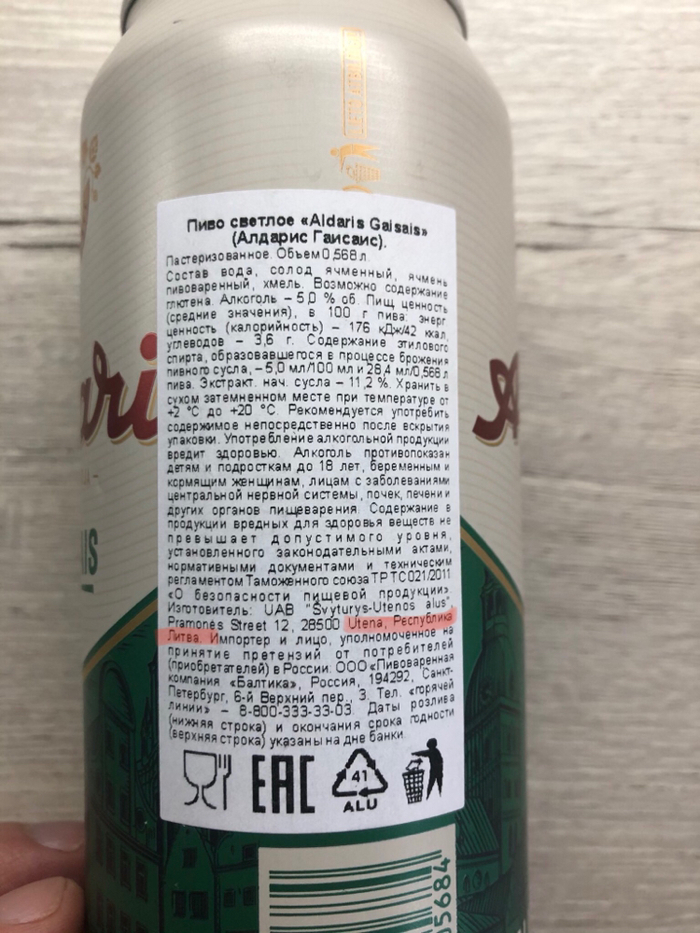 Пиво светлое «Aldaris Gaisais»
(Алдарис Гаисаис).
Пастеризованное. Объем 0,568 л.
Состав: вода, солод ячменный, ячмень
пивоваренный, хмель. Возможно содержание
глютена. Алкоголь – 5,0 % об. Пищ. ценность
(средние значения), в 100 г пива: энерг.
ценность (калорийность) – 176 кДж/42 ккал,
углеводов – 3,6 г. Содержание этилового
спирта, образовавшегося в процессе брожения
пивного сусла, – 5,0 мл/100 мл и 28,4 мл/0,568 л
пива. Экстракт. нач. сусла – 11,2 %. Хранить в
сухом затемненном месте при температуре от
+2 °С до +20 °С. Рекомендуется употребить
содержимое непосредственно после вскрытия
упаковки. Употребление алкогольной продукции
вредит здоровью. Алкоголь противопоказан
детям и подросткам до 18 лет, беременным и
кормящим женщинам, лицам с заболеваниями
центральной нервной системы, почек, печени и
других органов пищеварения. Содержание в
продукции вредных для здоровья веществ не
превышает допустимого уровня,
установленного законодательными актами,
нормативными документами и техническим
регламентом Таможенного союза ТР ТС 021/2011
«О безопасности пищевой продукции».
Изготовитель: UAB "Švyturys-Utenos alus",
Pramonės Street 12, 28500 Utena, Республика
Литва. Импортер и лицо, уполномоченное на
принятие претензий от потребителей
(приобретателей) в России: ООО «Пивоваренная
компания «Балтика», Россия, 194292, Санкт-
Петербург, 6-й Верхний пер., 3. Тел. «горячей
линии» – 8-800-333-33-03. Даты розлива
(нижняя строка) и окончания срока годности
(верхняя строка) указаны на дне банки.
EAC
41
ALU
5684